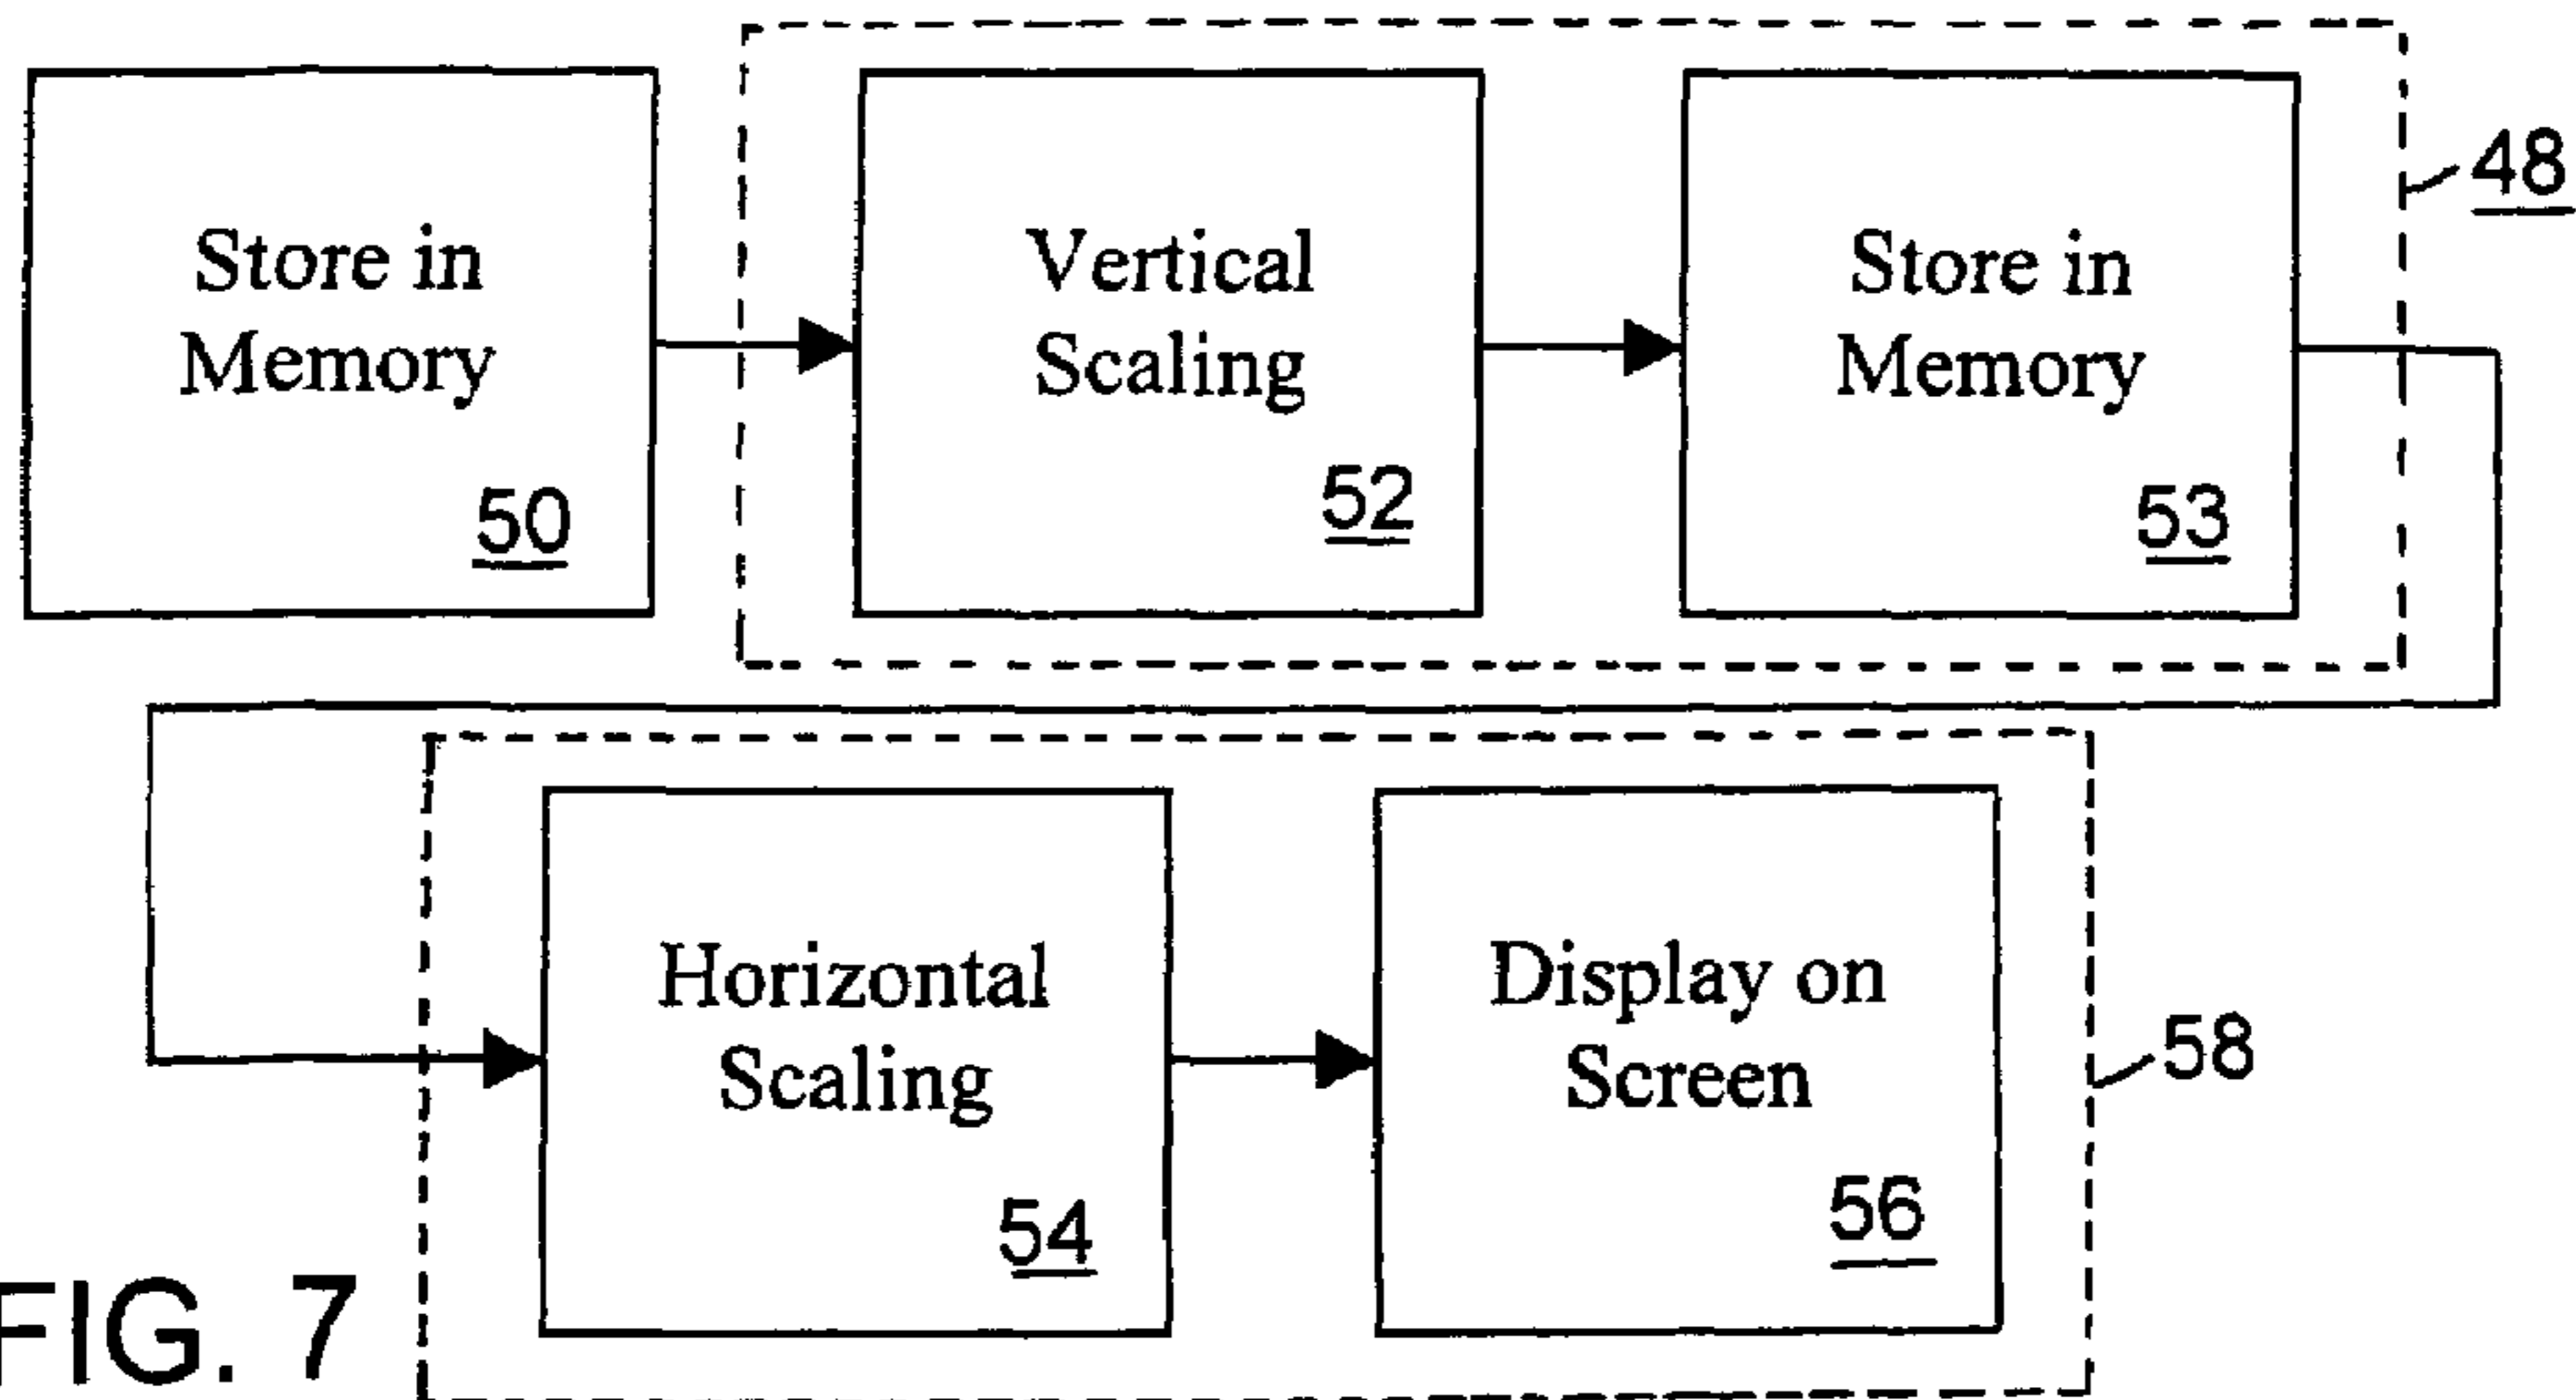 Store in
Memory
50
Vertical
Scaling
52
Store in
Memory
53
48
Horizontal
Scaling
54
Display on
Screen
56
58
FIG. 7